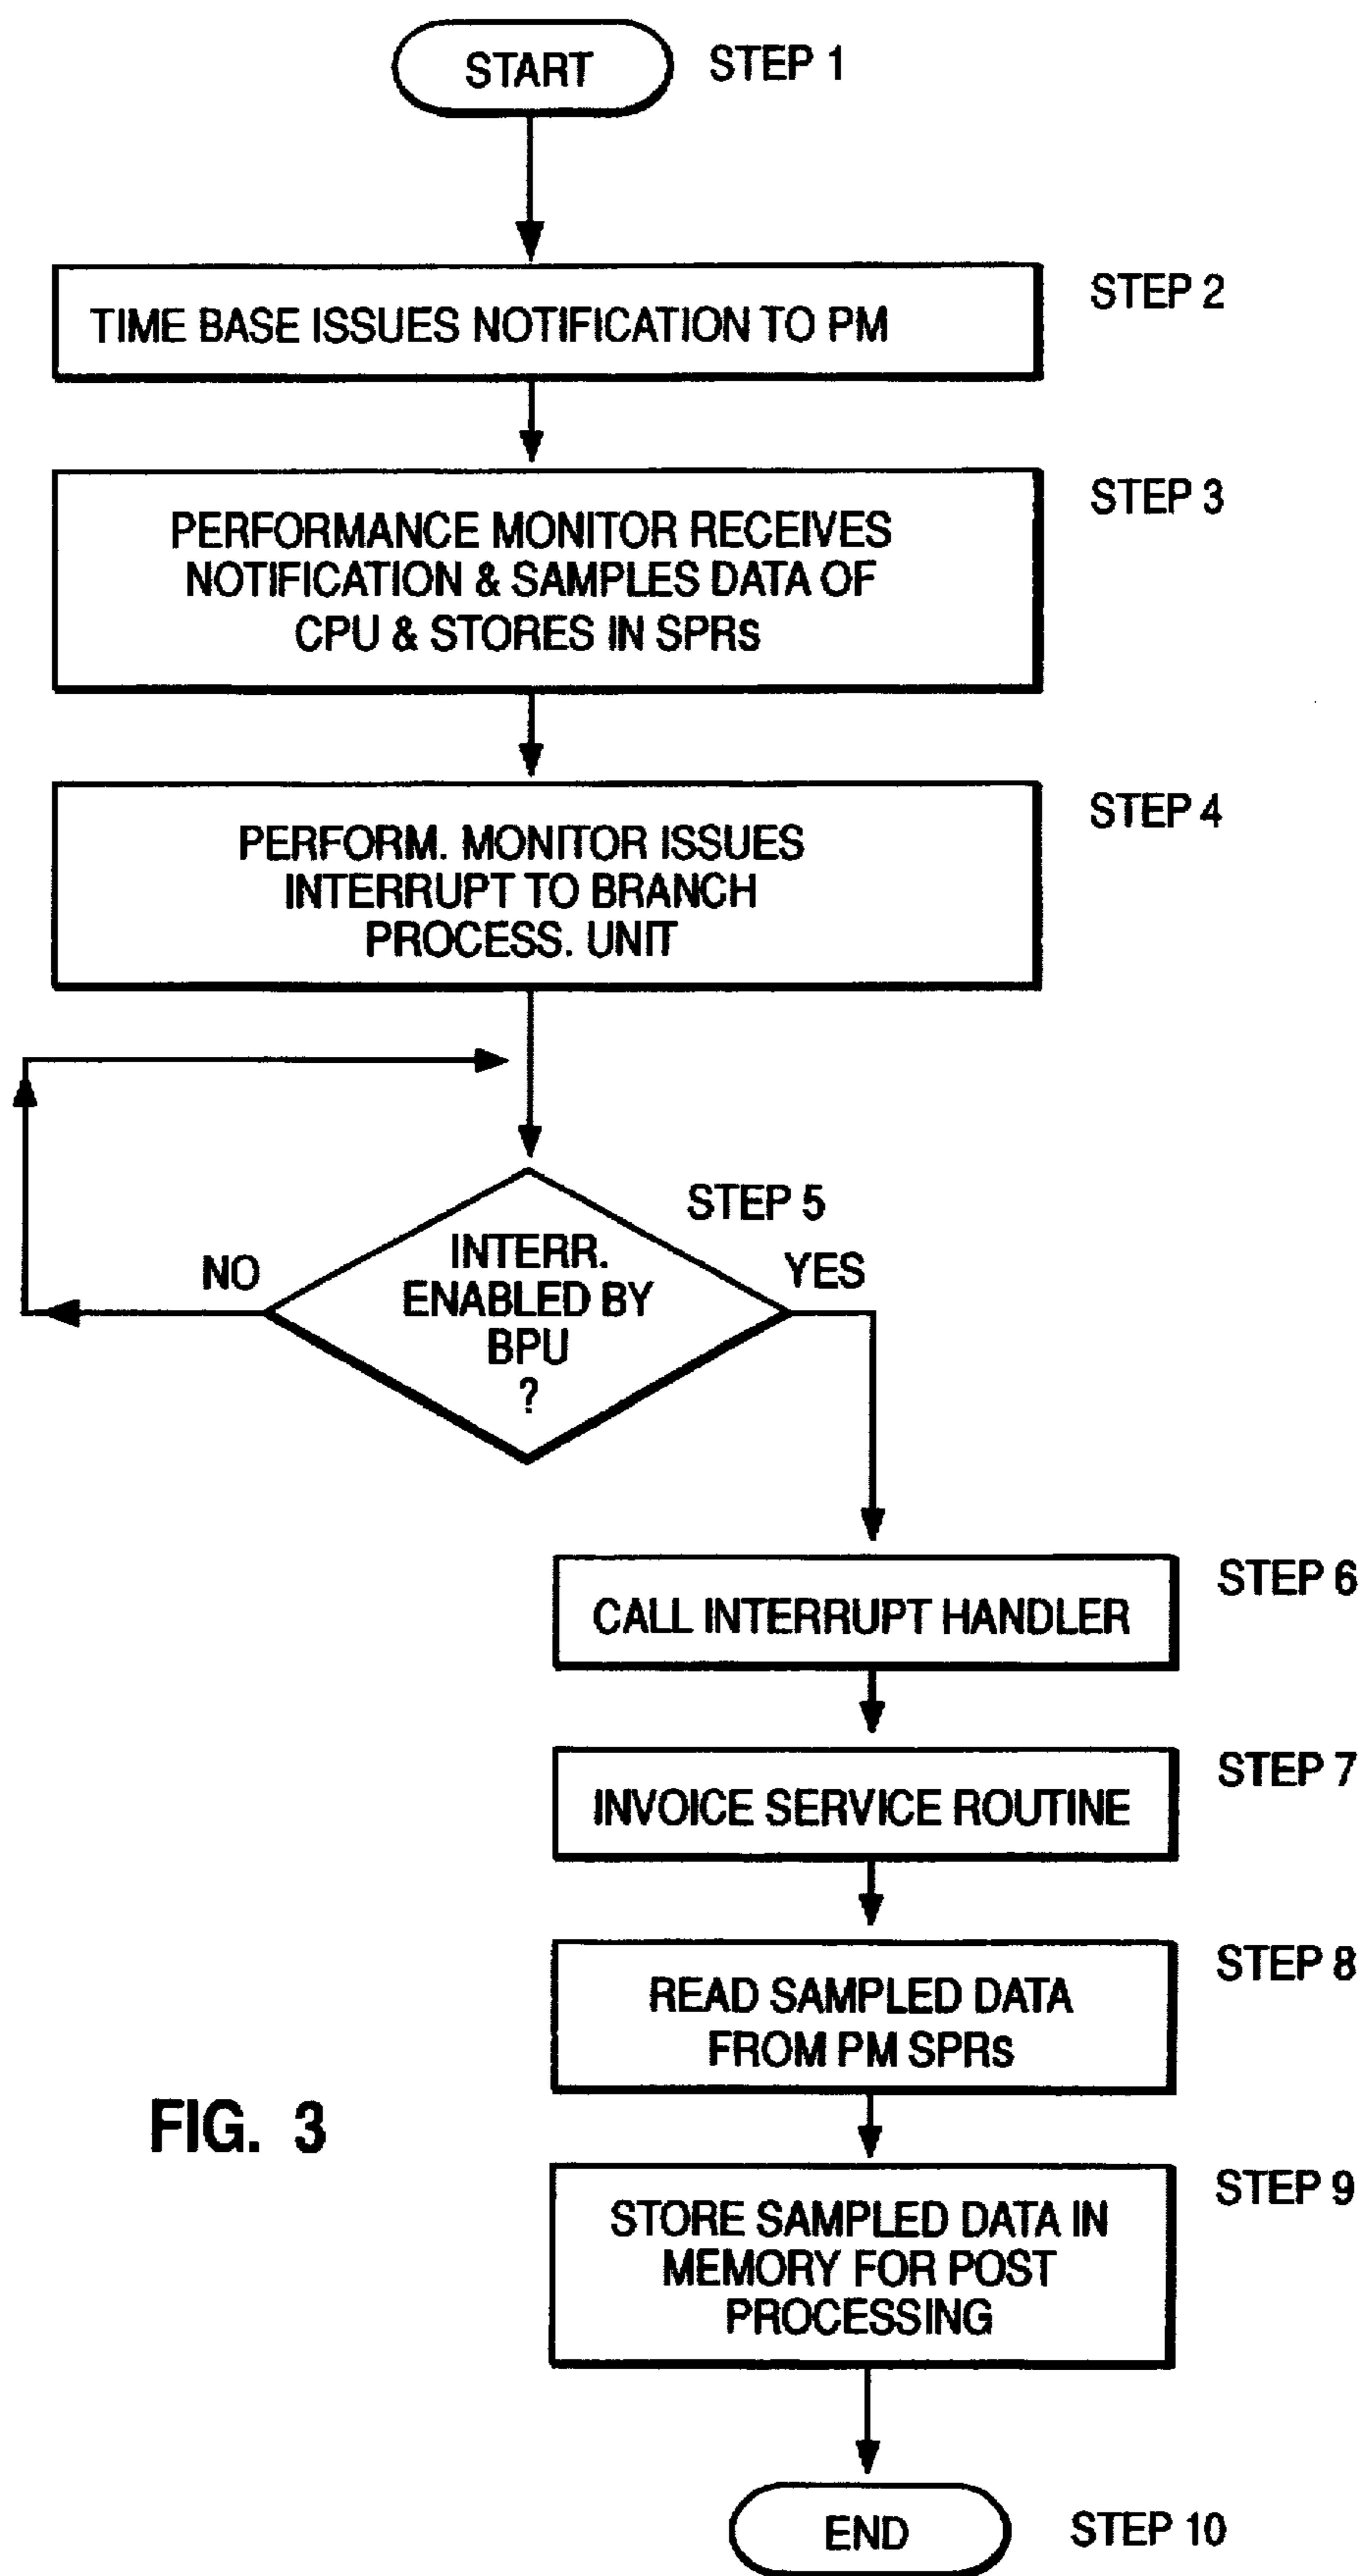 START
STEP 1
TIME BASE ISSUES NOTIFICATION TO PM
STEP 2
PERFORMANCE MONITOR RECEIVES
NOTIFICATION & SAMPLES DATA OF
CPU & STORES IN SPRs
STEP 3
PERFORM. MONITOR ISSUES
INTERRUPT TO BRANCH
PROCESS. UNIT
STEP 4
STEP 5
NO
INTERR.
ENABLED BY
BPU
?
YES
CALL INTERRUPT HANDLER
STEP 6
INVOICE SERVICE ROUTINE
STEP 7
READ SAMPLED DATA
FROM PM SPRs
STEP 8
FIG. 3
STORE SAMPLED DATA IN
MEMORY FOR POST
PROCESSING
STEP 9
END
STEP 10